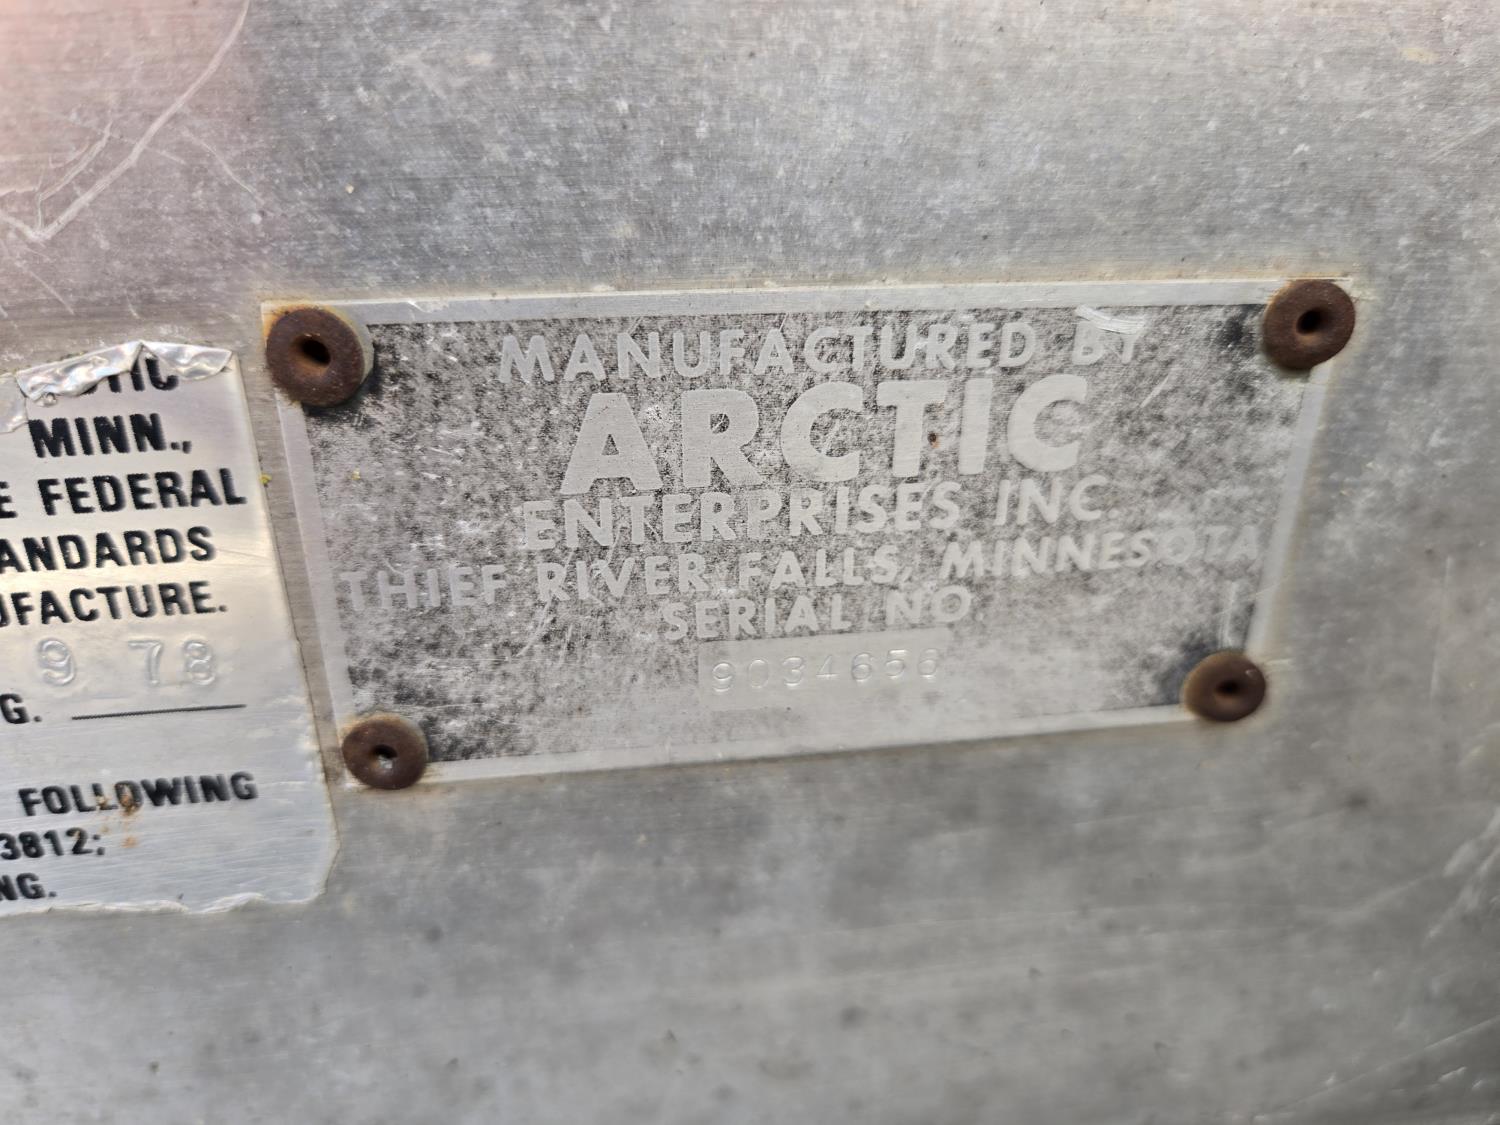 MINN.,
FEDERAL
ANDARDS
UFACTURE.
9 78
G.
FOLLOWING
3812;
NG.
MANUFACTURED BY
ARCTIC
ENTERPRISES INC.
THIEF RIVER FALLS, MINNESOTA
SERIAL NO.
9034656